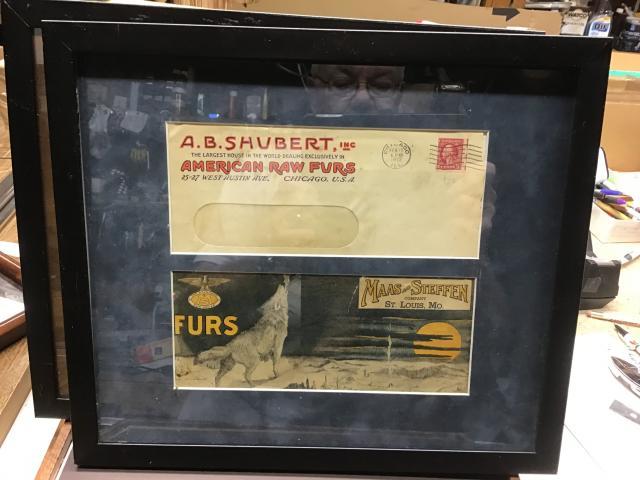 A.B. SHUBERT, INC
THE LARGEST HOUSE IN THE WORLD DEALING EXCLUSIVELY IN
AMERICAN RAW FURS
25-27 WEST AUSTIN AVE. CHICAGO, U.S.A.
MAAS AND STEFFEN
COMPANY
ST. LOUIS, MO.
FURS